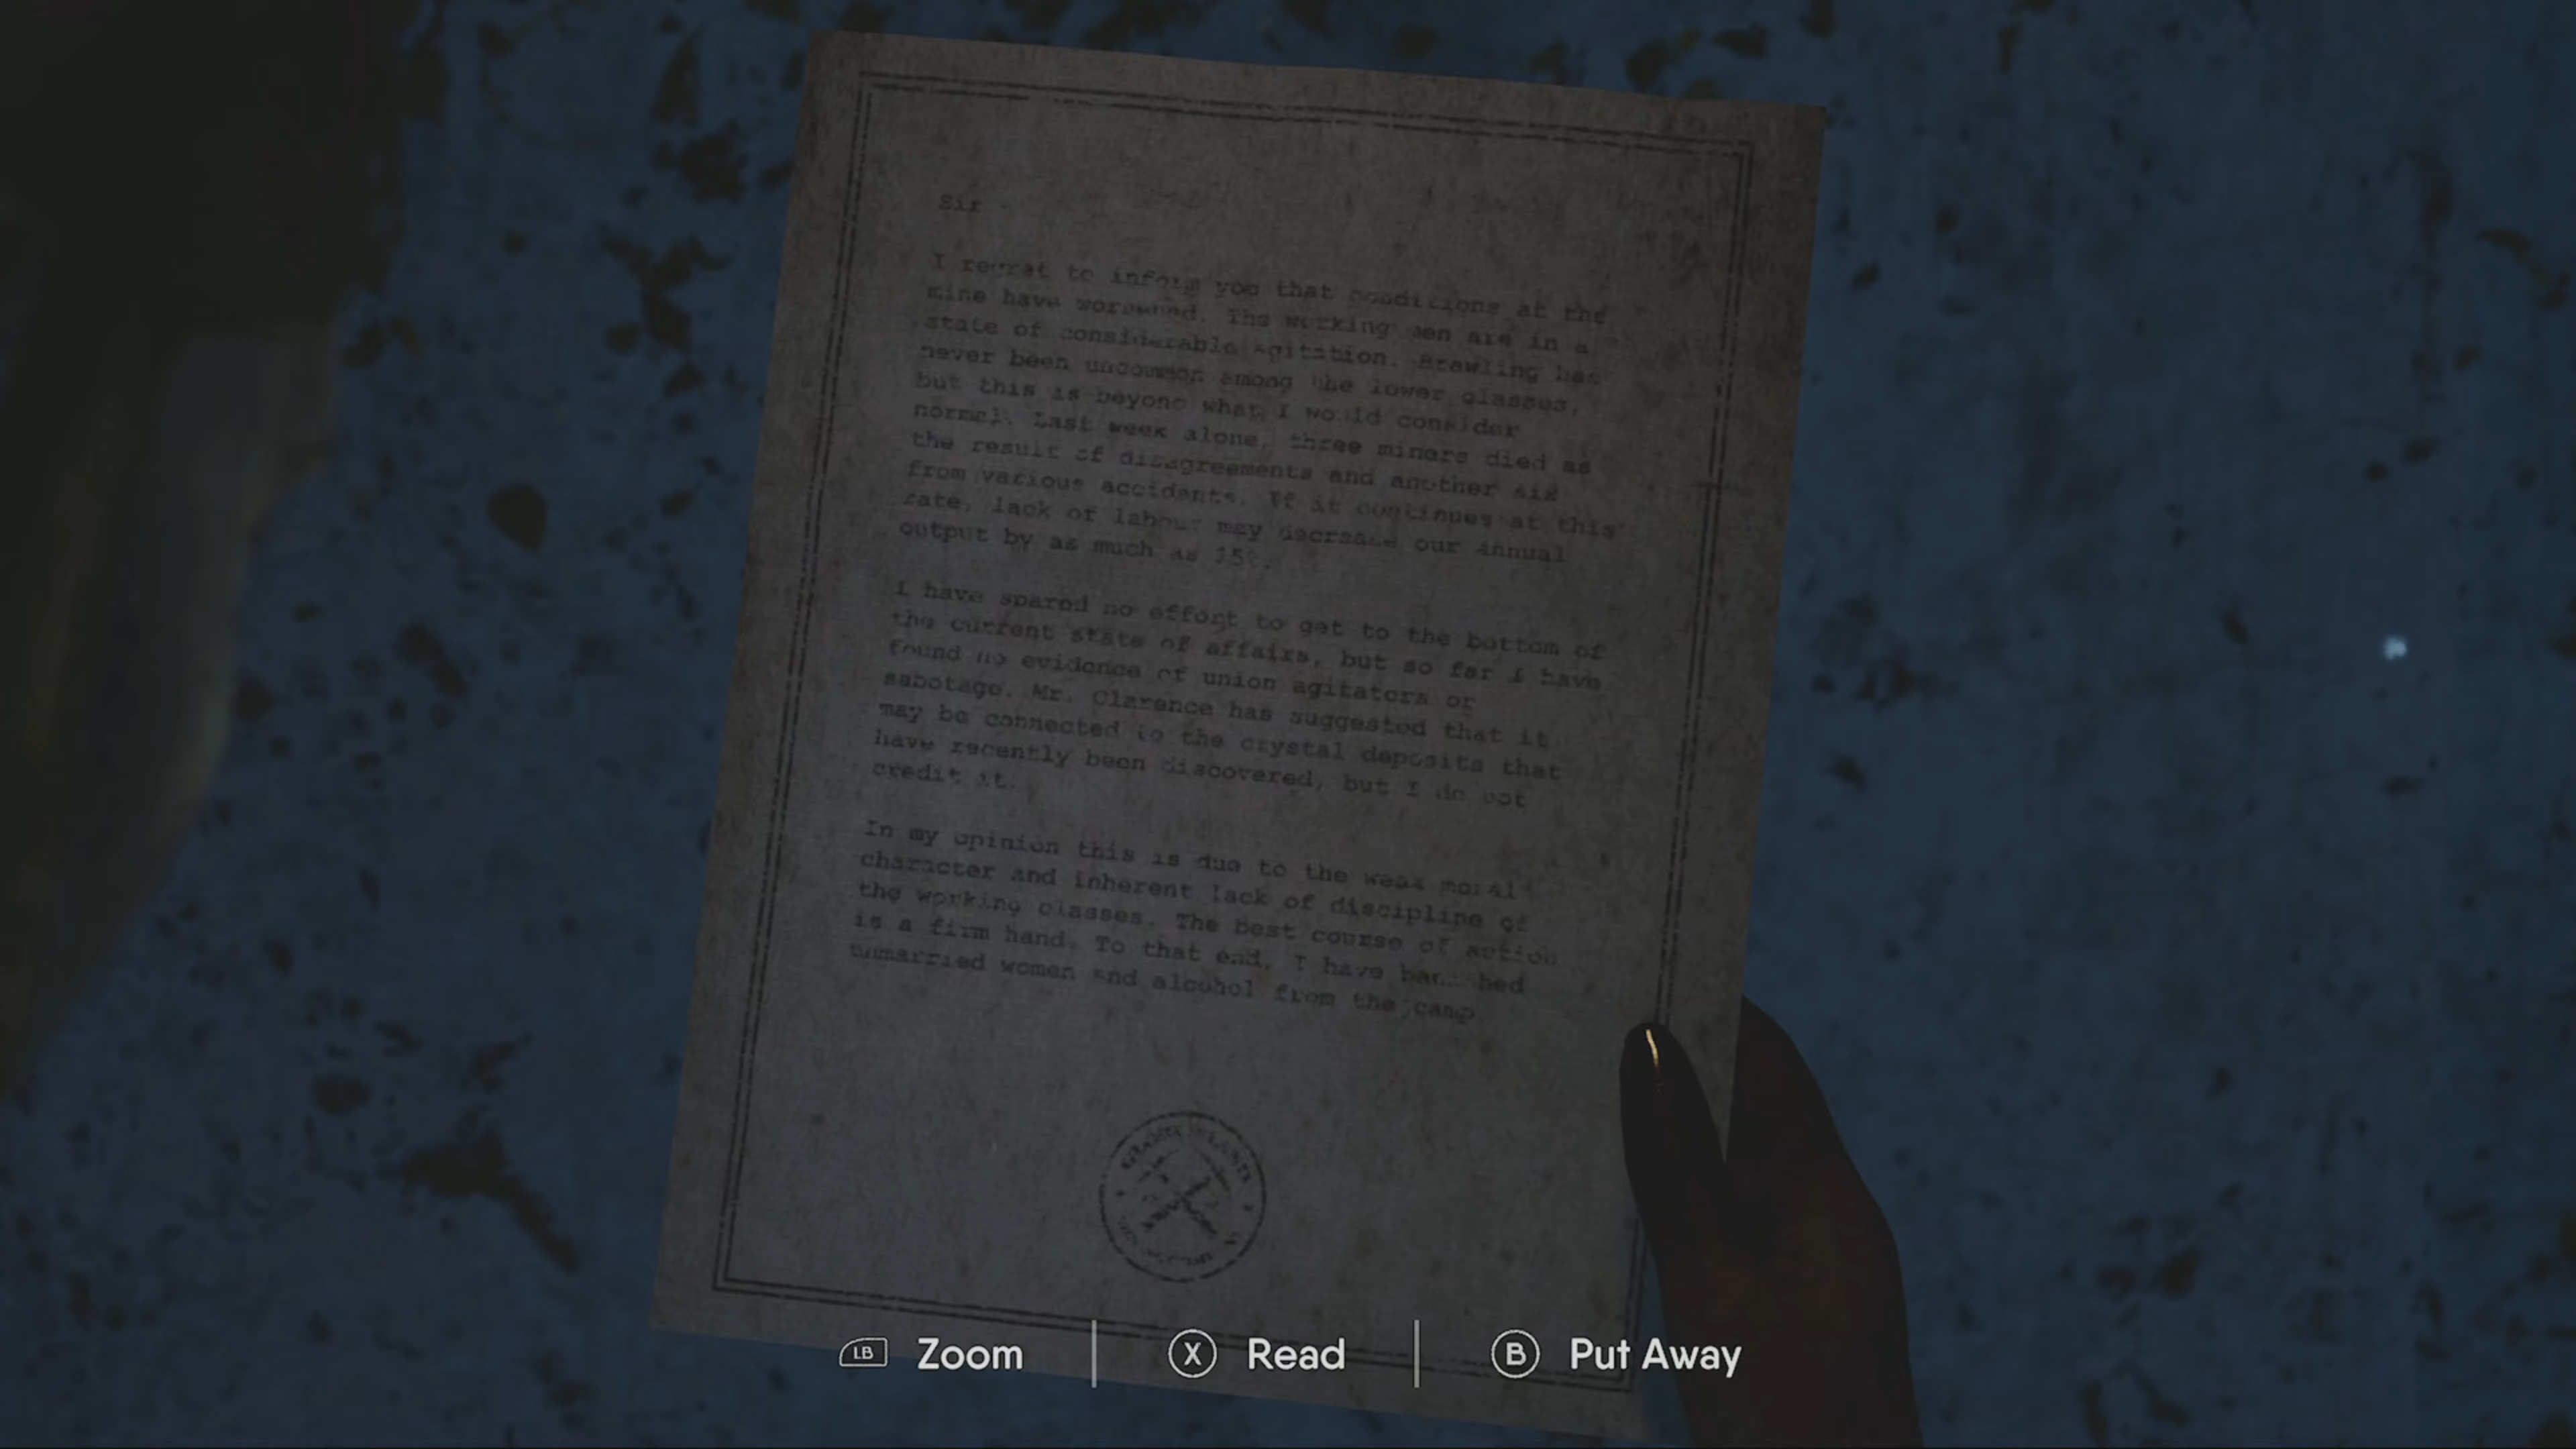 Sir -
I regret to inform you that conditions at the
mine have worsened. The working men are in a
state of considerable agitation. Brawling has
never been uncommon among the lower classes,
but this is beyond what I would consider
normal. Last week alone, three miners died as
the result of disagreements and another six
from various accidents. If it continues at this
rate, lack of labour may decrease our annual
output by as much as 15%.
I have spared no effort to get to the bottom of
the current state of affairs, but so far I have
found no evidence of union agitators or
sabotage. Mr. Clarence has suggested that it
may be connected to the crystal deposits that
have recently been discovered, but I do not
credit it.
In my opinion this is due to the weak moral
character and inherent lack of discipline of
the working classes. The best course of action
is a firm hand. To that end, I have banished
unmarried women and alcohol from the camp
LB Zoom
X Read
B Put Away